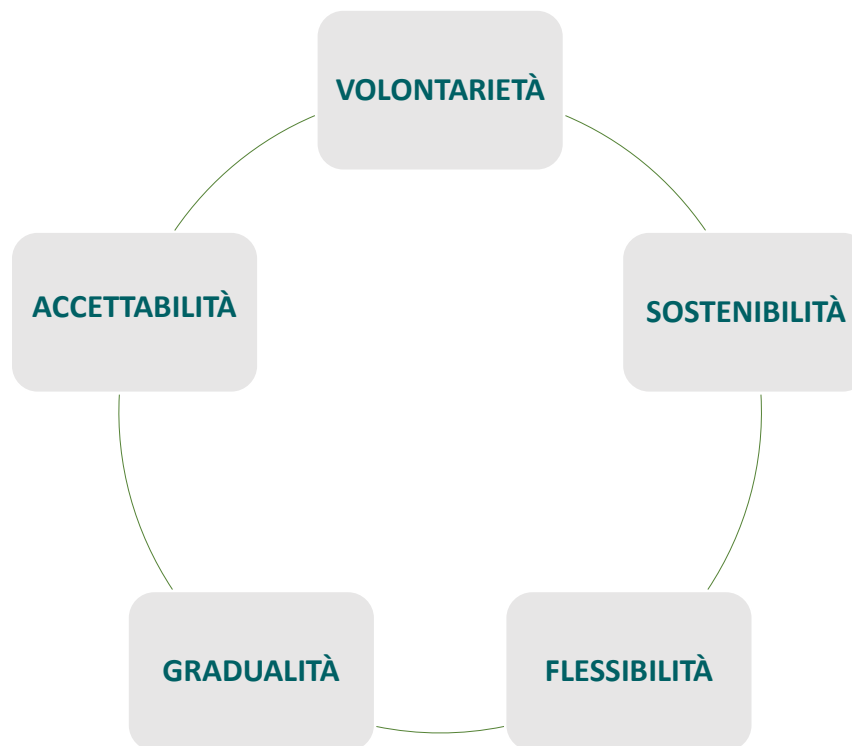 VOLONTARIETÀ
ACCETTABILITÀ
SOSTENIBILITÀ
GRADUALITÀ
FLESSIBILITÀ